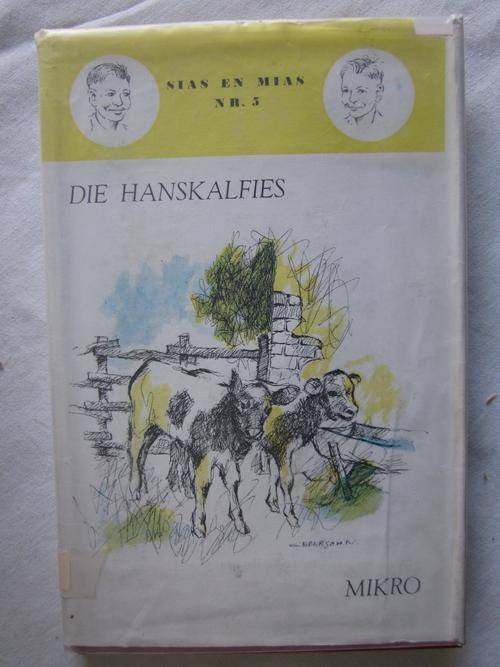 SIAS EN MIAS
NR. 5
DIE HANSKALFIES
MIKRO